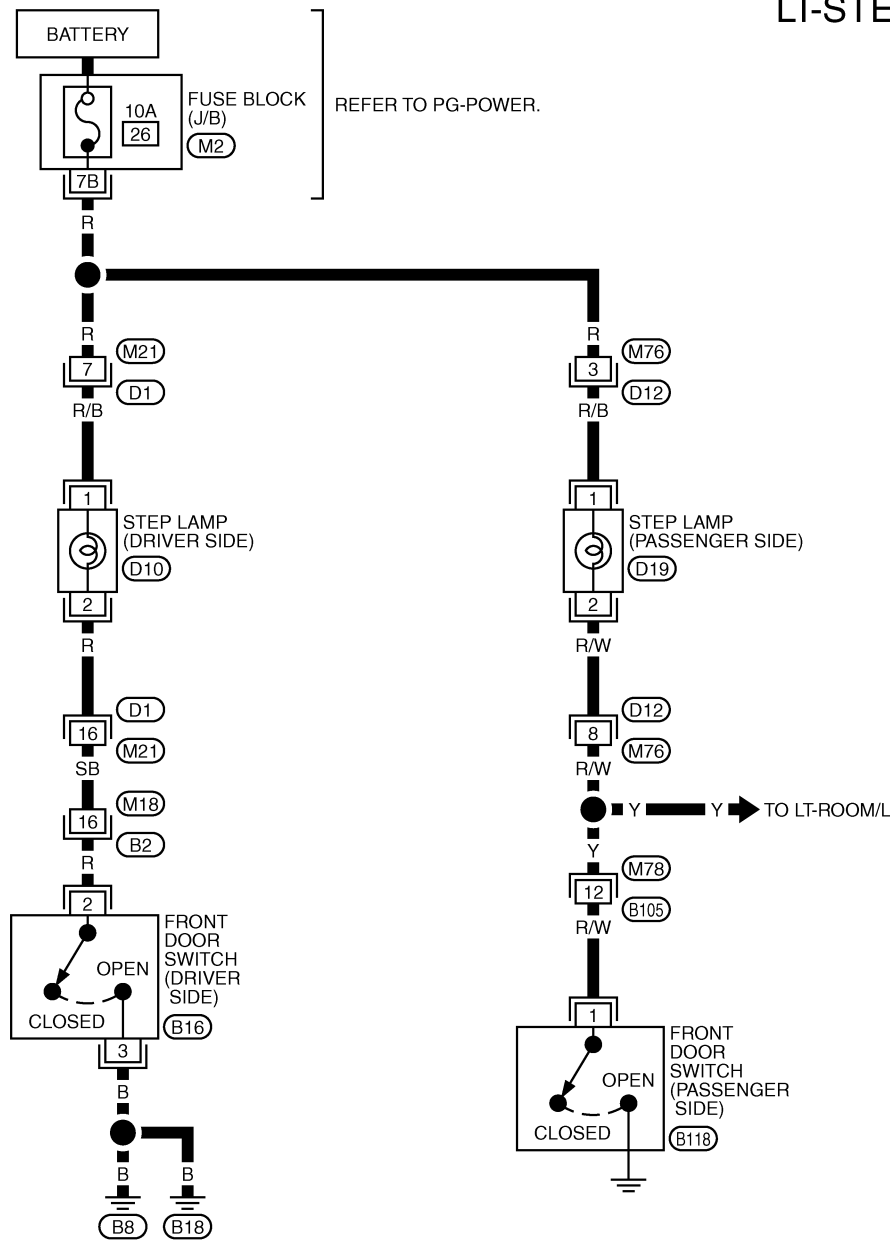 LT-STE
BATTERY
10A
26
FUSE BLOCK
(J/B)
M2
REFER TO PG-POWER.
7B
R
R
7
M21
D1
R/B
1
STEP LAMP
(DRIVER SIDE)
D10
2
R
D1
16
M21
SB
M18
16
B2
R
2
FRONT
DOOR
SWITCH
(DRIVER
SIDE)
OPEN
CLOSED
B16
3
B
B
B
B8
B18
R
M76
3
D12
R/B
1
STEP LAMP
(PASSENGER SIDE)
D19
2
R/W
D12
8
M76
R/W
Y
Y
TO LT-ROOM/L
Y
M78
12
B105
R/W
1
FRONT
DOOR
SWITCH
(PASSENGER
SIDE)
OPEN
CLOSED
B118